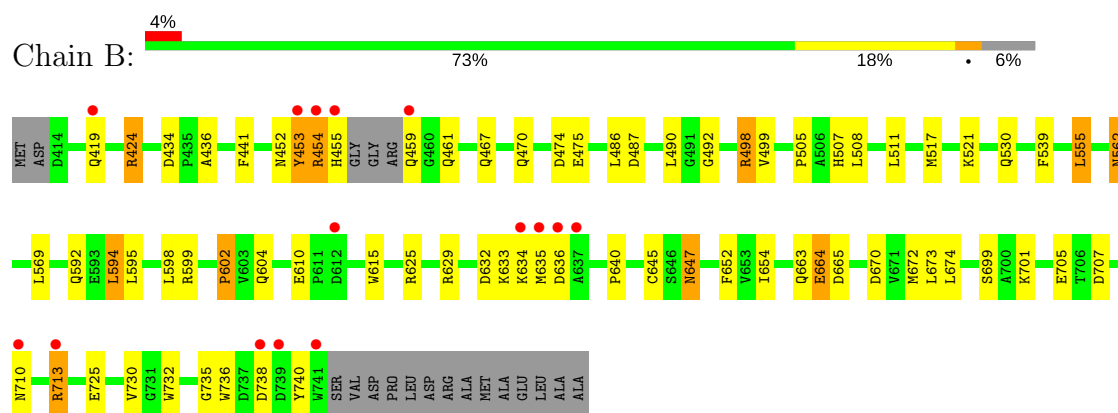 4%
Chain B:
73% 18% • 6%
MET ASP D414 Q419 R424 D434 P435 A436 F441 N452 Y453 R454 H455 GLY GLY ARG Q459 G460 Q461 Q467 Q470 D474 E475 L486 D487 L490 G491 G492 R498 V499 P505 A506 H507 L508 L511 M517 K521 Q530 F539 L555 N562
L569 Q592 E593 L594 L595 L598 R599 P602 V603 Q604 E610 P611 D612 W615 R625 R629 D632 K633 K634 M635 D636 A637 P640 C645 S646 N647 F652 V653 I654 Q663 E664 D665 D670 V671 M672 L673 L674 S699 A700 K701 E705 T706 D707
N710 R713 E725 V730 G731 W732 G735 W736 D737 D738 D739 Y740 W741 SER VAL ASP PRO LEU ASP ARG ALA MET ALA GLU LEU ALA ALA